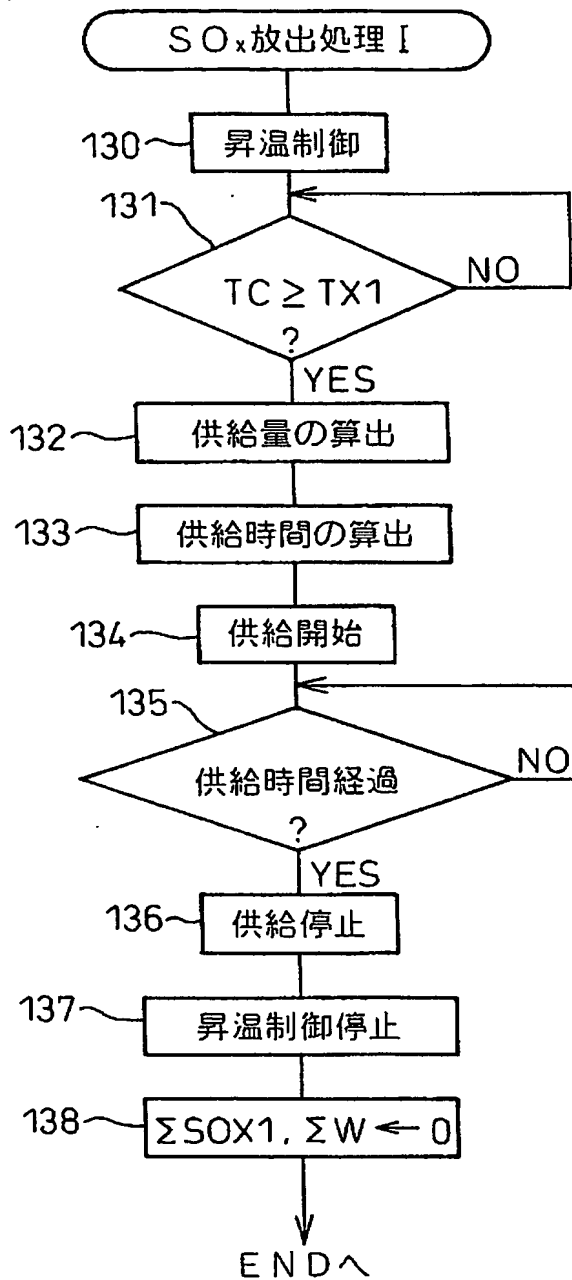 SOx放出処理 I
130
昇温制御
131
TC ≥ TX1
?
NO
YES
132
供給量の算出
133
供給時間の算出
134
供給開始
135
供給時間経過
?
NO
YES
136
供給停止
137
昇温制御停止
138
ΣSOX1, ΣW ← 0
ENDへ